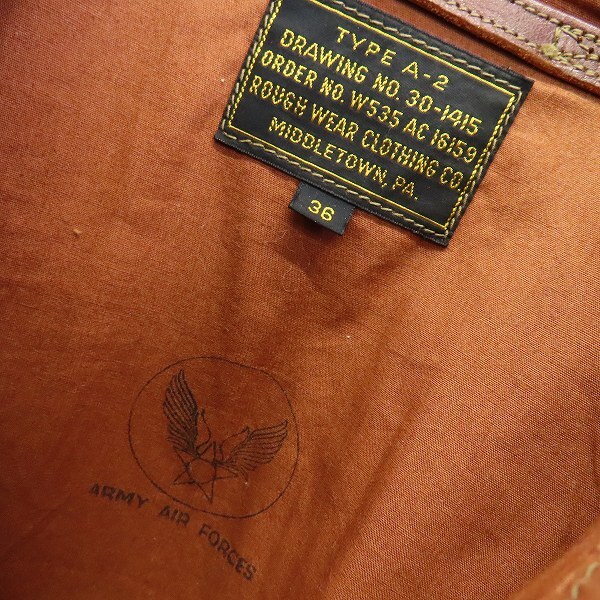 TYPE A-2
DRAWING NO. 30-1415
ORDER NO. W535 AC 16159
ROUGH WEAR CLOTHING CO.
MIDDLETOWN, PA.
36
ARMY AIR FORCES